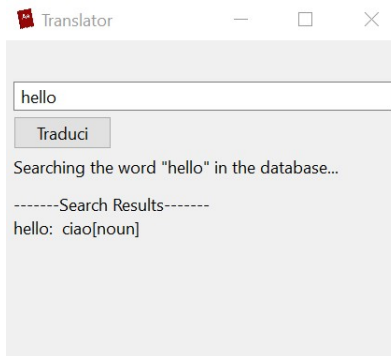 Translator
hello
Traduci
Searching the word "hello" in the database...
-------Search Results-------
hello:  ciao[noun]